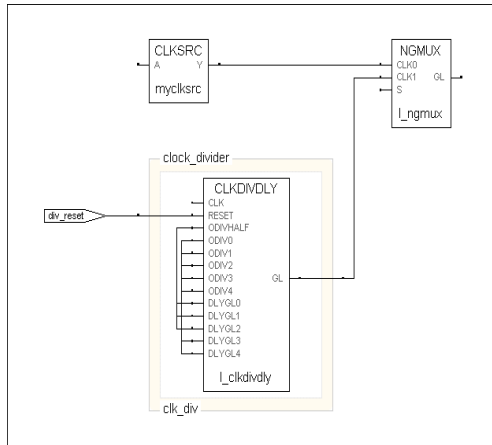 CLKSRC
A Y
myclksrc
NGMUX
CLK0
CLK1 GL
S
I_ngmux
clock_divider
CLKDIVDLY
CLK
div_reset
RESET
ODIVHALF
ODIV0
ODIV1
ODIV2
ODIV3 GL
ODIV4
DLYGL0
DLYGL1
DLYGL2
DLYGL3
DLYGL4
I_clkdivdly
clk_div